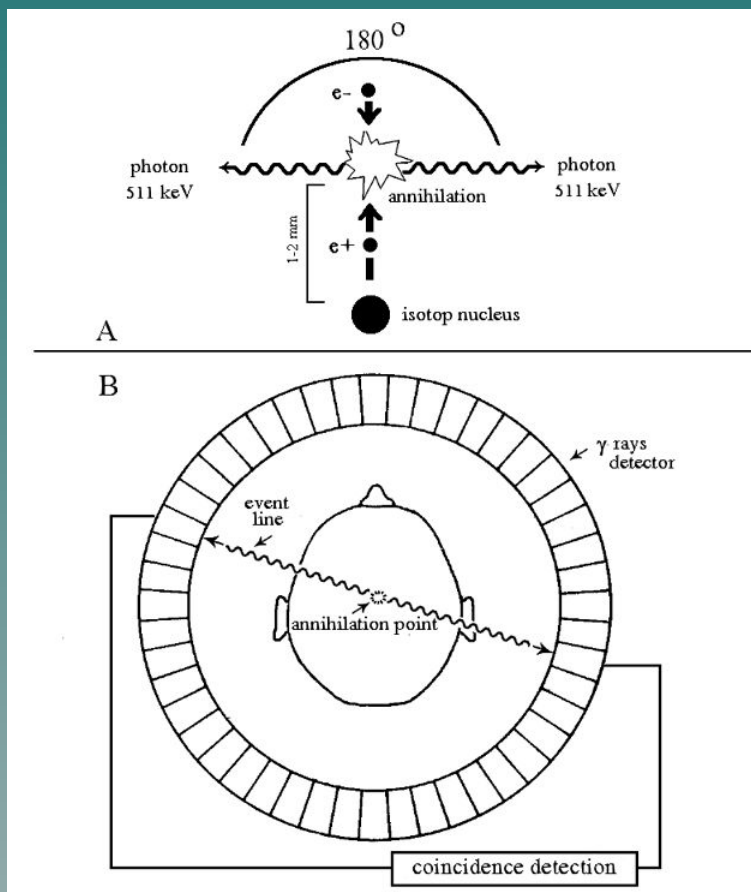 180 O
e-
photon
511 keV
photon
511 keV
annihilation
1-2 mm
e+
isotop nucleus
A
B
γ rays
detector
event
line
annihilation point
coincidence detection